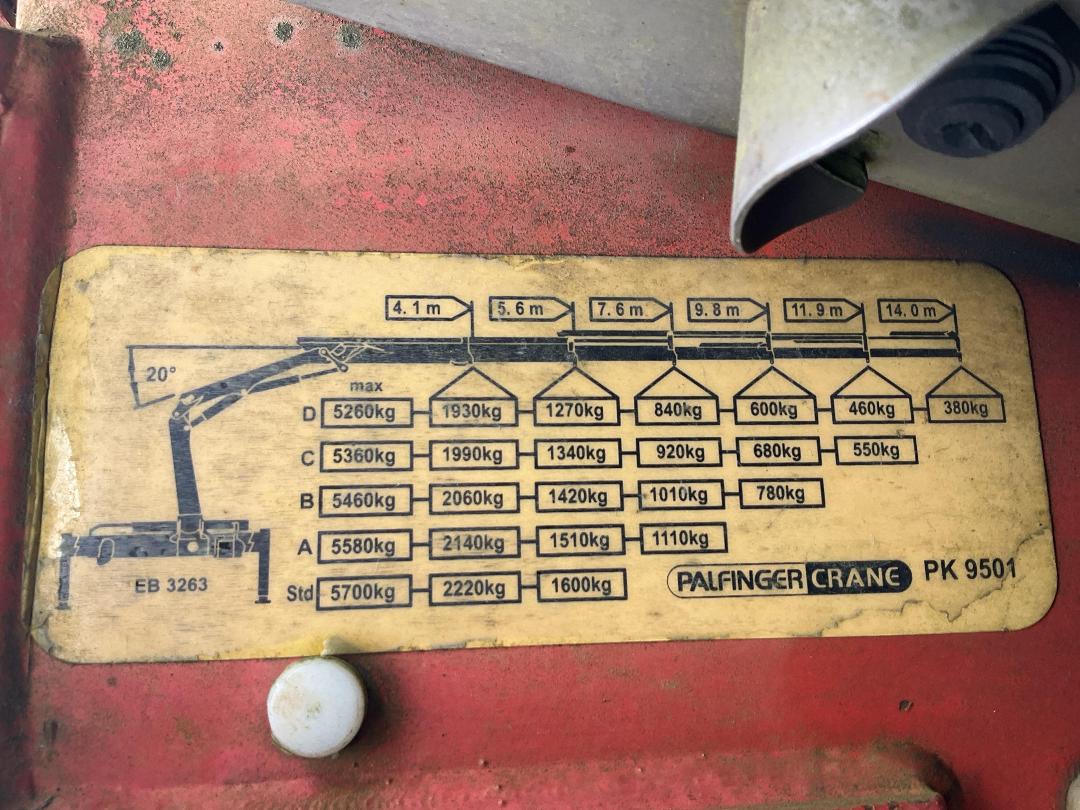 4.1 m 5.6 m 7.6 m 9.8 m 11.9 m 14.0 m
20°
max
D 5260kg 1930kg 1270kg 840kg 600kg 460kg 380kg
C 5360kg 1990kg 1340kg 920kg 680kg 550kg
B 5460kg 2060kg 1420kg 1010kg 780kg
A 5580kg 2140kg 1510kg 1110kg
EB 3263
Std 5700kg 2220kg 1600kg
PALFINGER CRANE PK 9501